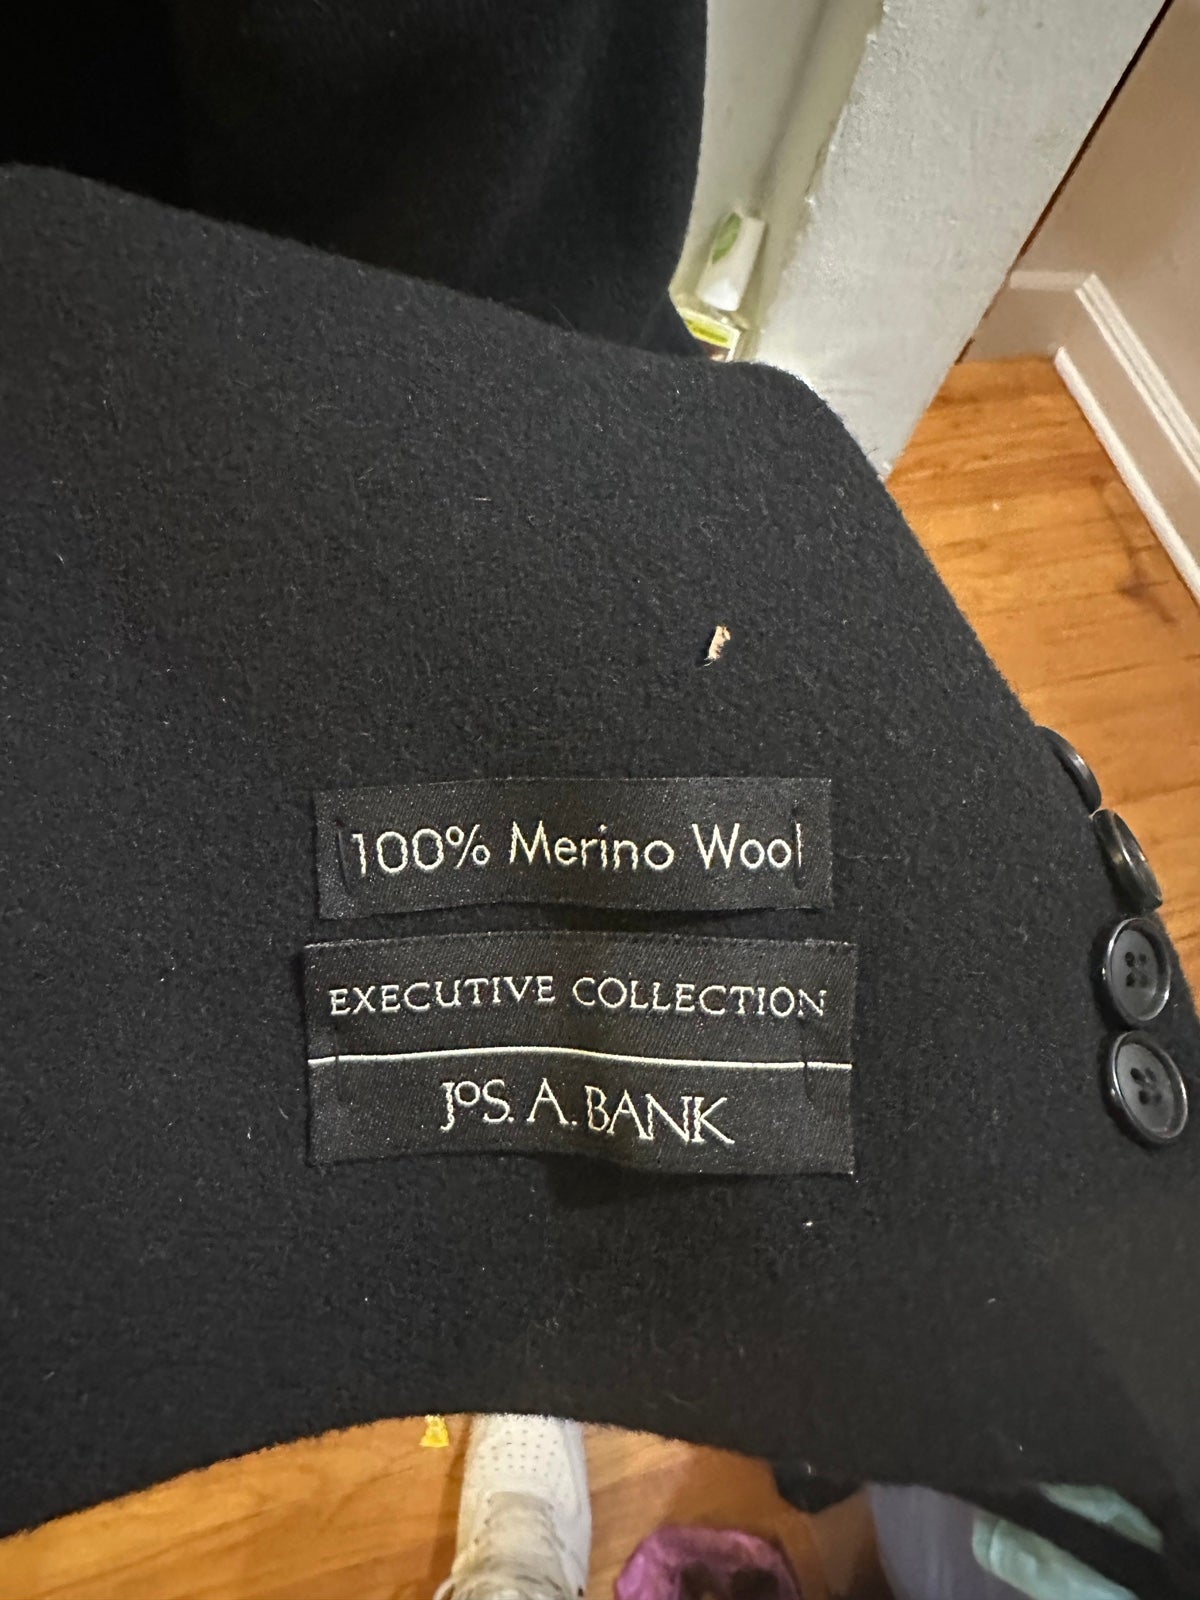 100% Merino Wool
EXECUTIVE COLLECTION
JOS. A. BANK